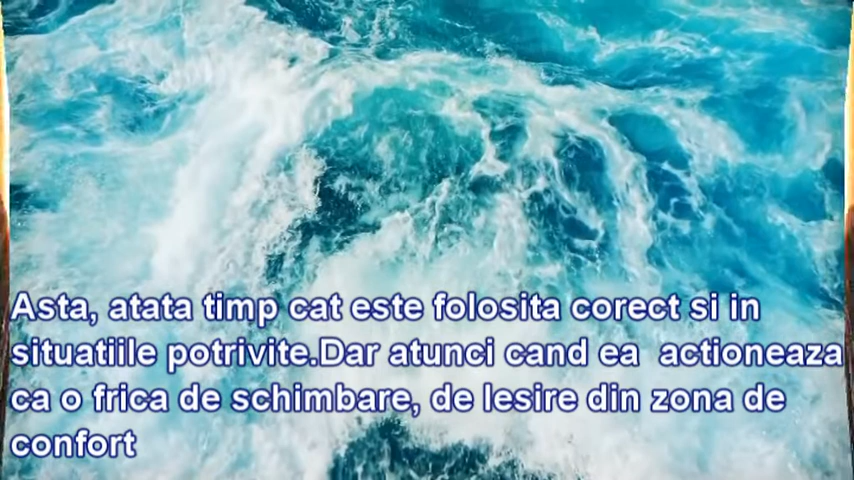 Asta, atata timp cat este folosita corect si in
situatiile potrivite.Dar atunci cand ea  actioneaza
ca o frica de schimbare, de Iesire din zona de
confort